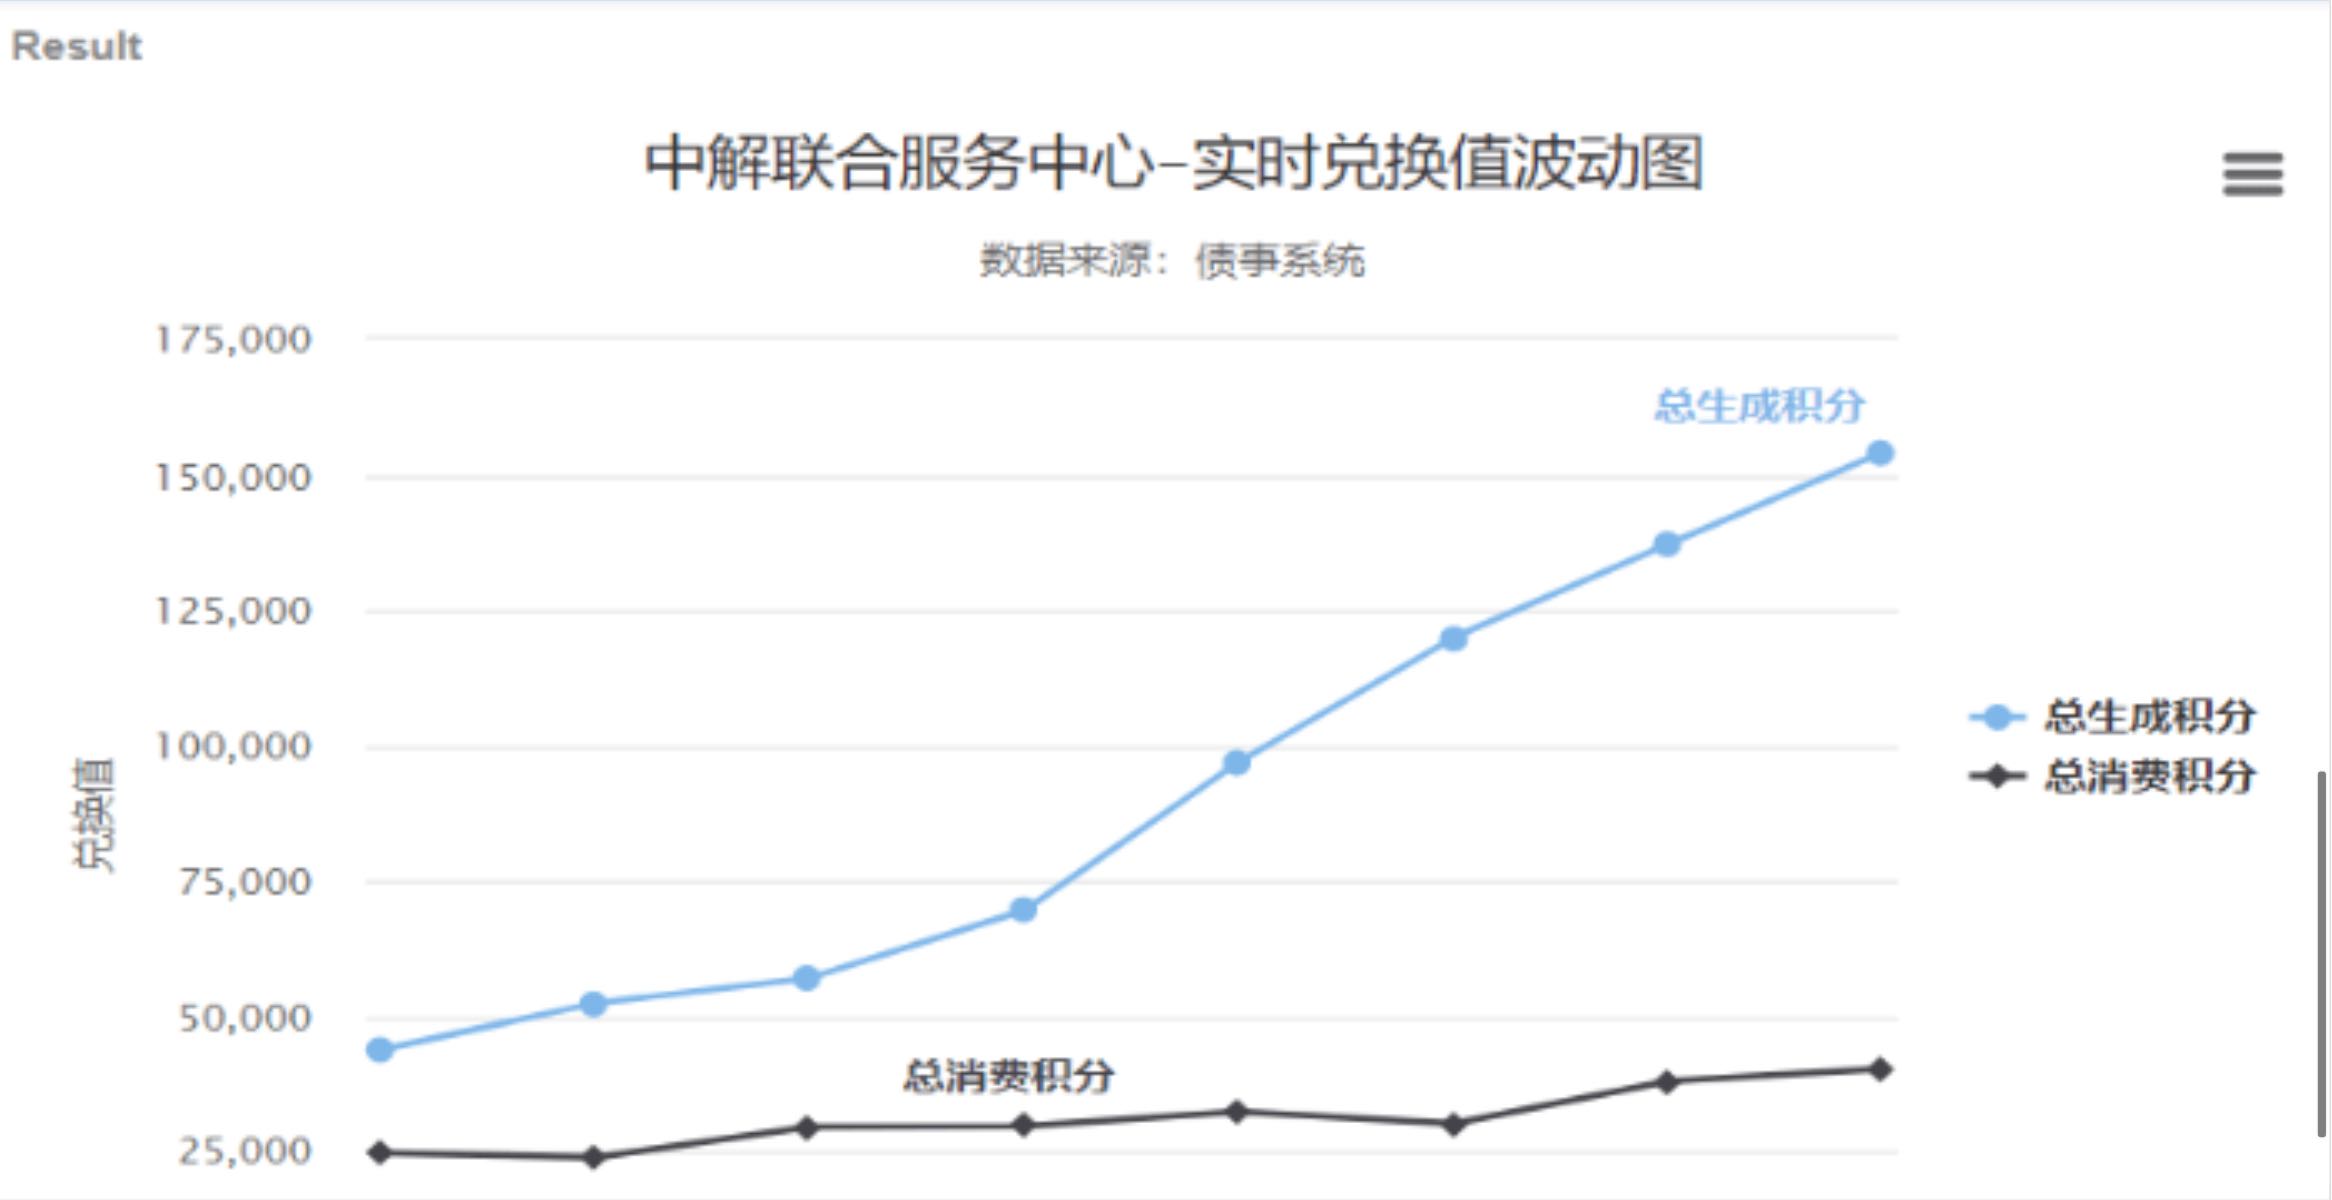 Result
中解联合服务中心-实时兑换值波动图
数据来源：债事系统
175,000
总生成积分
150,000
125,000
100,000
总生成积分
总消费积分
兑换值
75,000
50,000
总消费积分
25,000